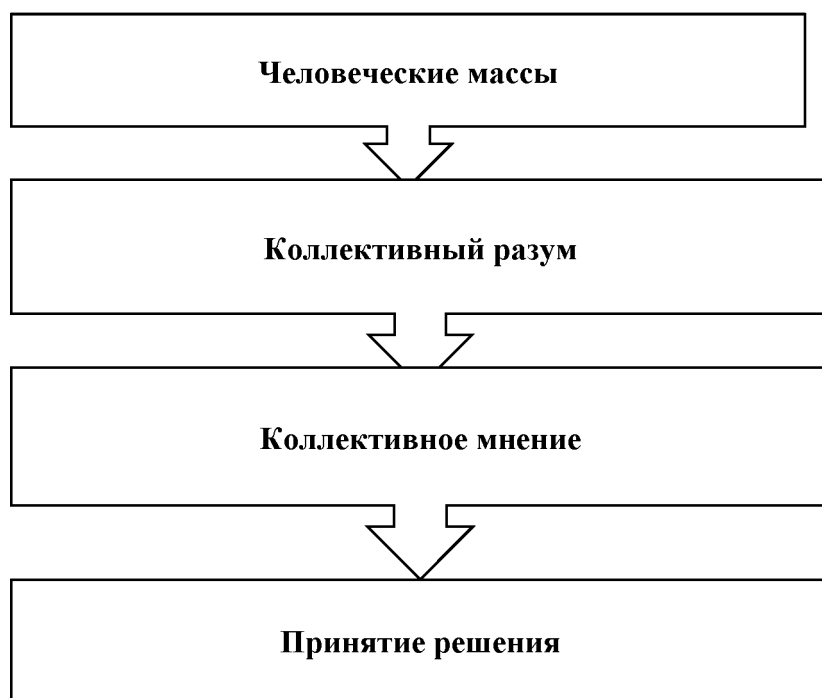 Человеческие массы
Коллективный разум
Коллективное мнение
Принятие решения